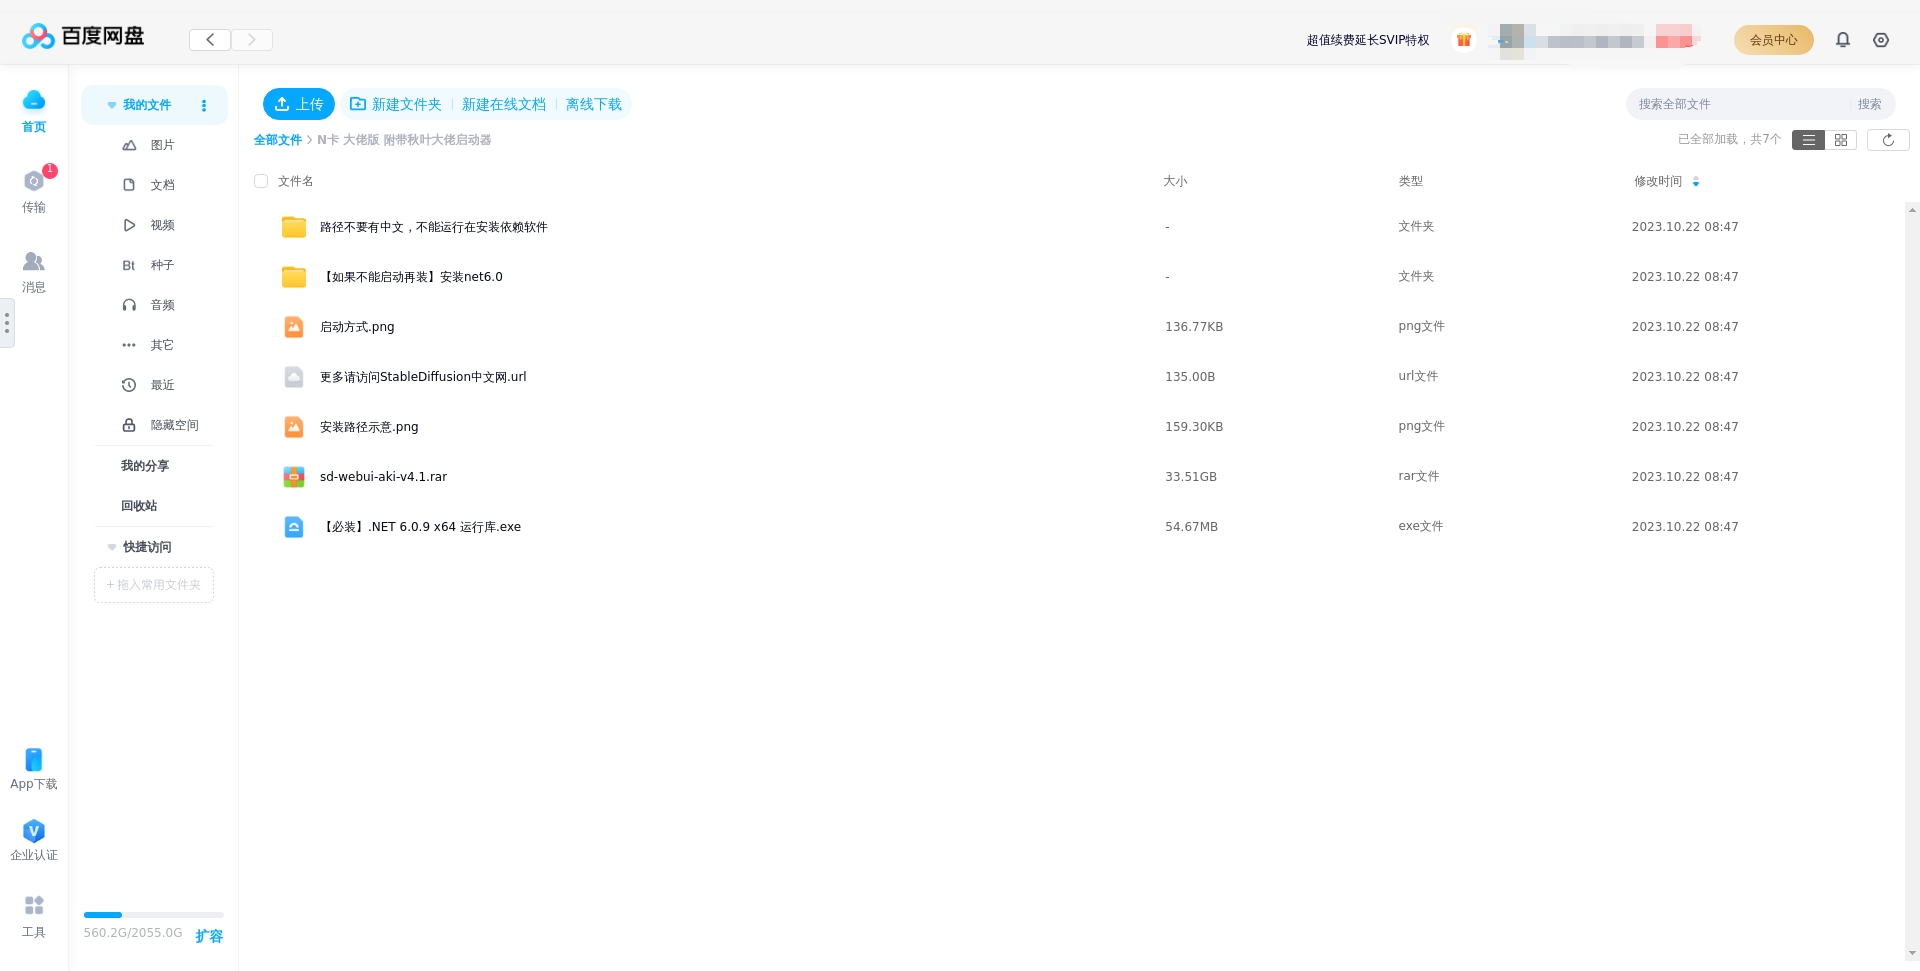 百度网盘
超值续费延长SVIP特权
会员中心
首页
传输
1
消息
App下载
企业认证
工具
我的文件
图片
文档
视频
Bt 种子
音频
其它
最近
隐藏空间
我的分享
回收站
快捷访问
+ 拖入常用文件夹
560.2G/2055.0G 扩容
上传 新建文件夹 新建在线文档 离线下载
搜索全部文件 搜索
全部文件 > N卡 大佬版 附带秋叶大佬启动器
已全部加载，共7个
文件名 大小 类型 修改时间
路径不要有中文，不能运行在安装依赖软件 - 文件夹 2023.10.22 08:47
【如果不能启动再装】安装net6.0 - 文件夹 2023.10.22 08:47
启动方式.png 136.77KB png文件 2023.10.22 08:47
更多请访问StableDiffusion中文网.url 135.00B url文件 2023.10.22 08:47
安装路径示意.png 159.30KB png文件 2023.10.22 08:47
sd-webui-aki-v4.1.rar 33.51GB rar文件 2023.10.22 08:47
【必装】.NET 6.0.9 x64 运行库.exe 54.67MB exe文件 2023.10.22 08:47